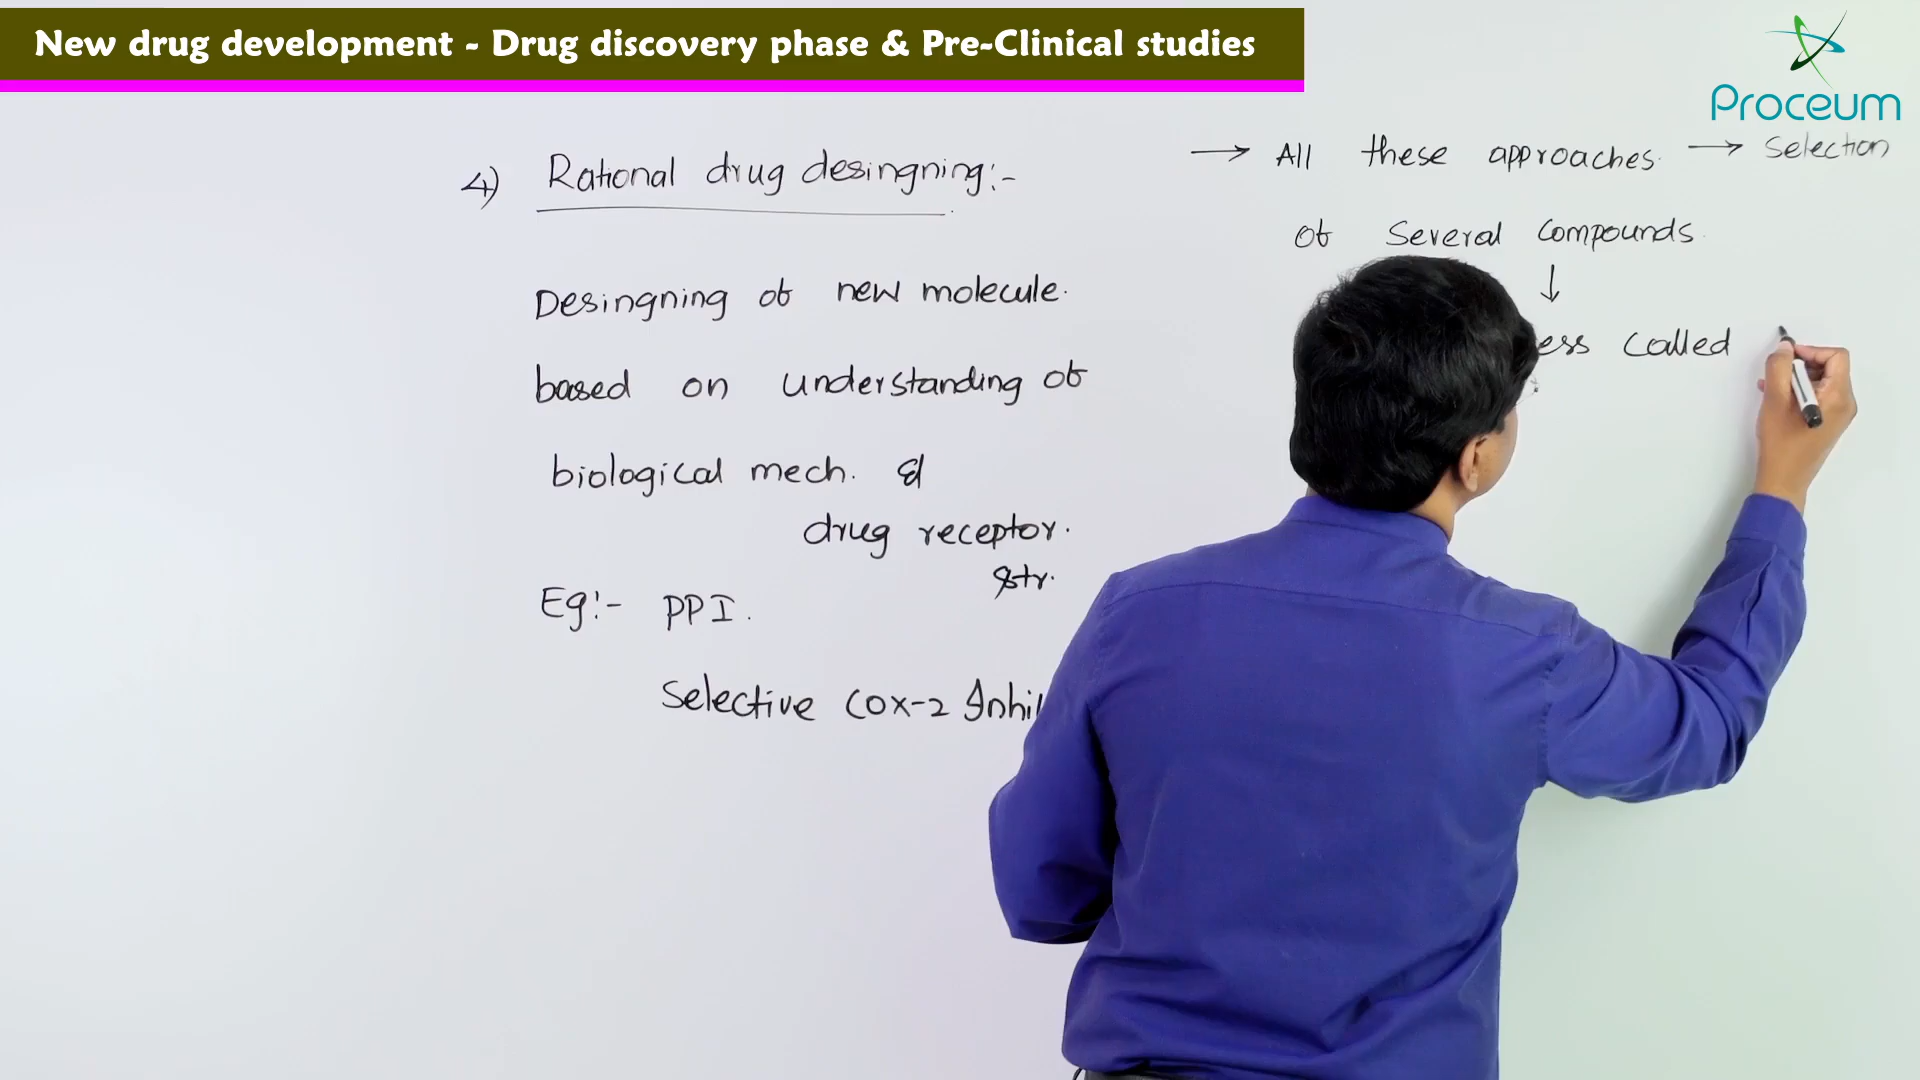 New drug development - Drug discovery phase & Pre-Clinical studies
Proceum
4) Rational drug desingning:-
Desingning of new molecule.
based on understanding of
biological mech. &
drug receptor.
str.
Eg:- PPI.
Selective Cox-2
→ All these approaches. → Selection
of Several Compounds.
↓
called